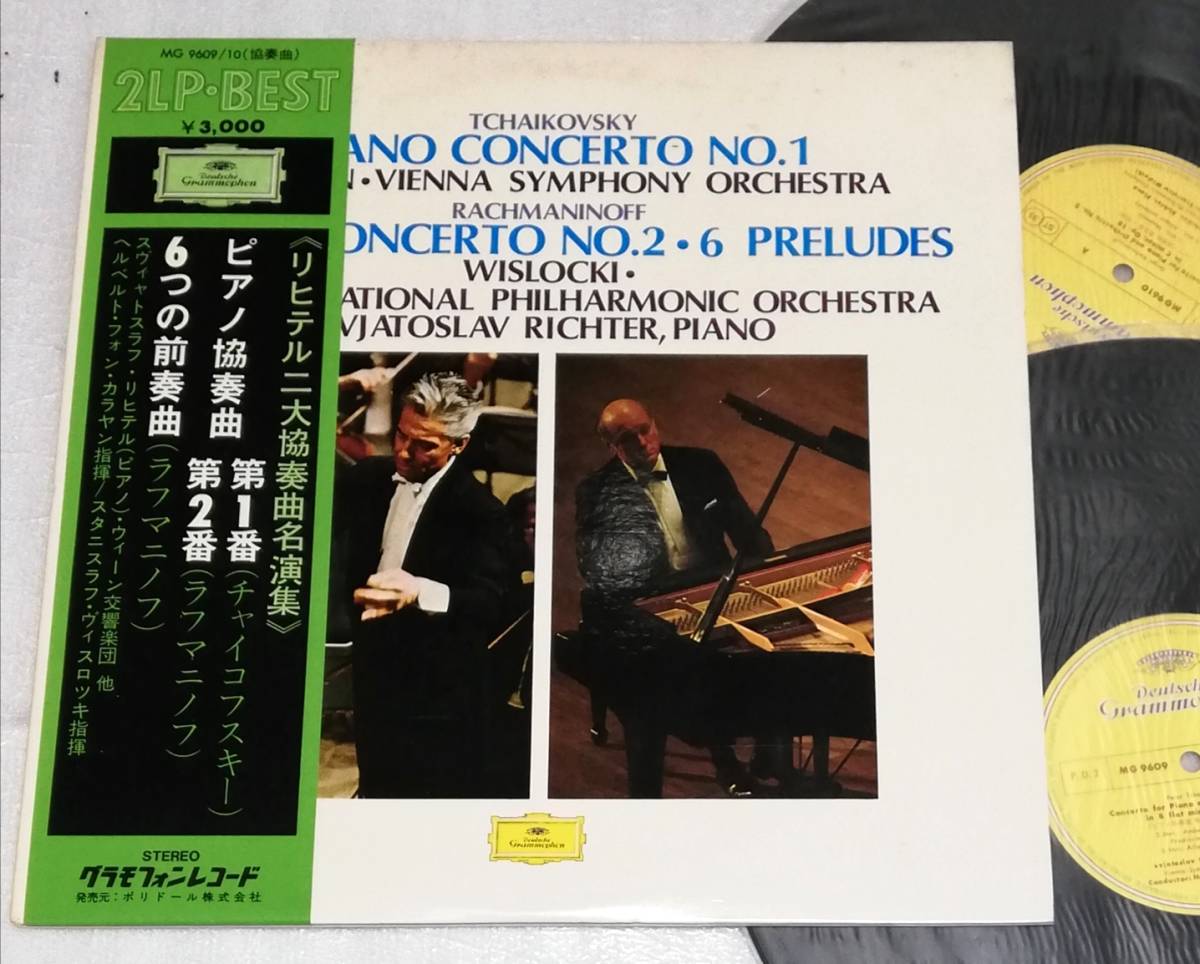 MG 9609/10(協奏曲)
2LP・BEST
¥3,000
Deutsche
Grammophon
《リヒテル二大協奏曲名演集》
ピアノ協奏曲 第1番(チャイコフスキー)
第2番(ラフマニノフ)
6つの前奏曲(ラフマニノフ)
スヴィャトスラフ・リヒテル(ピアノ)・ウィーン交響楽団 他
ヘルベルト・フォン・カラヤン指揮/スタニスラフ・ヴィスロツキ指揮
STEREO
グラモフォンレコード
発売元:ポリドール株式会社
TCHAIKOVSKY
ANO CONCERTO NO.1
N・VIENNA SYMPHONY ORCHESTRA
RACHMANINOFF
ONCERTO NO.2・6 PRELUDES
WISLOCKI・
ATIONAL PHILHARMONIC ORCHESTRA
VJATOSLAV RICHTER, PIANO
Deutsche
Grammophon
MG 9610
A
Deutsche
Grammo
MG 9609
Concerto for Piano
in B flat mi
Conductor: H